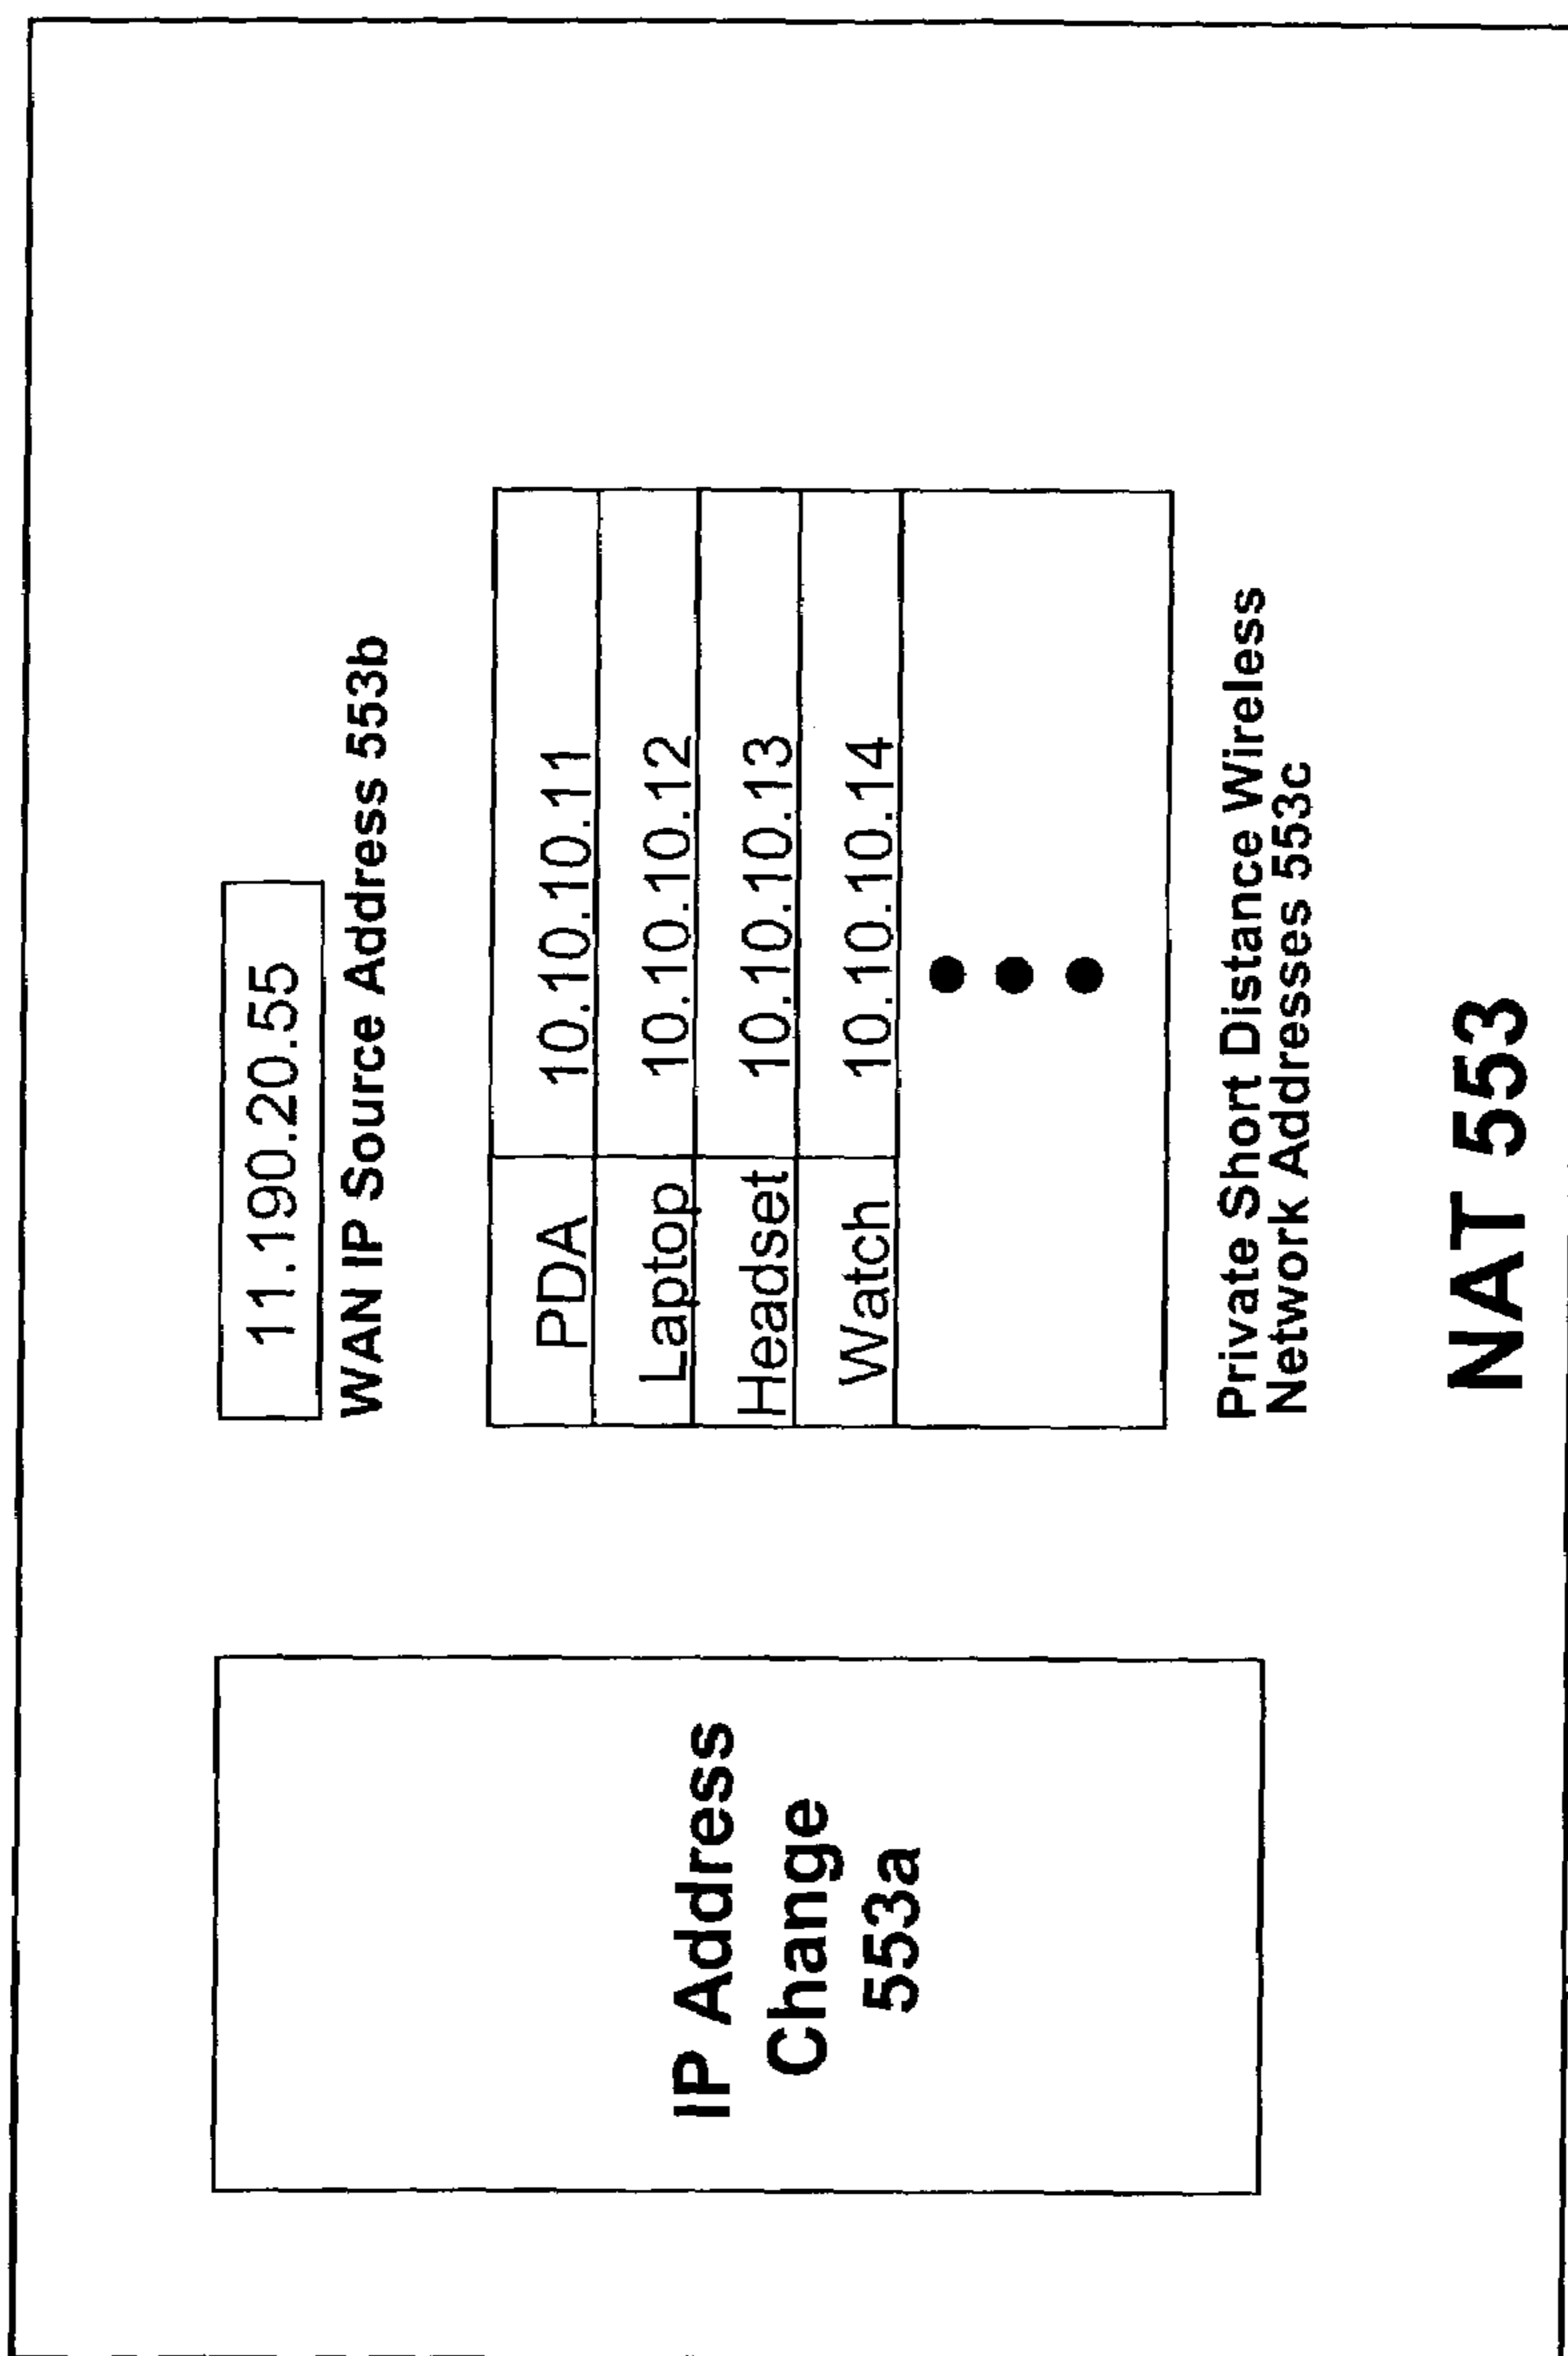 11.190.20.55
WAN IP Source Address 553b
PDA 10.10.10.11
Laptop 10.10.10.12
Headset 10.10.10.13
Watch 10.10.10.14
Private Short Distance Wireless
Network Addresses 553c
IP Address
Change
553a
NAT 553